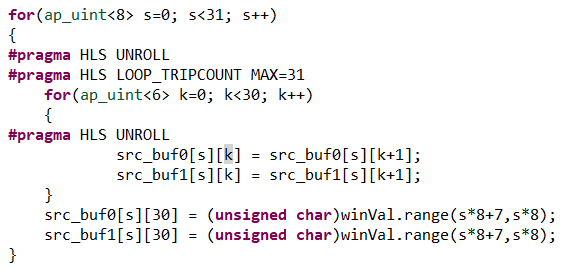 for(ap_uint<8> s=0; s<31; s++)
{
#pragma HLS UNROLL
#pragma HLS LOOP_TRIPCOUNT MAX=31
    for(ap_uint<6> k=0; k<30; k++)
    {
#pragma HLS UNROLL
            src_buf0[s][k] = src_buf0[s][k+1];
            src_buf1[s][k] = src_buf1[s][k+1];
    }
    src_buf0[s][30] = (unsigned char)winVal.range(s*8+7,s*8);
    src_buf1[s][30] = (unsigned char)winVal.range(s*8+7,s*8);
}